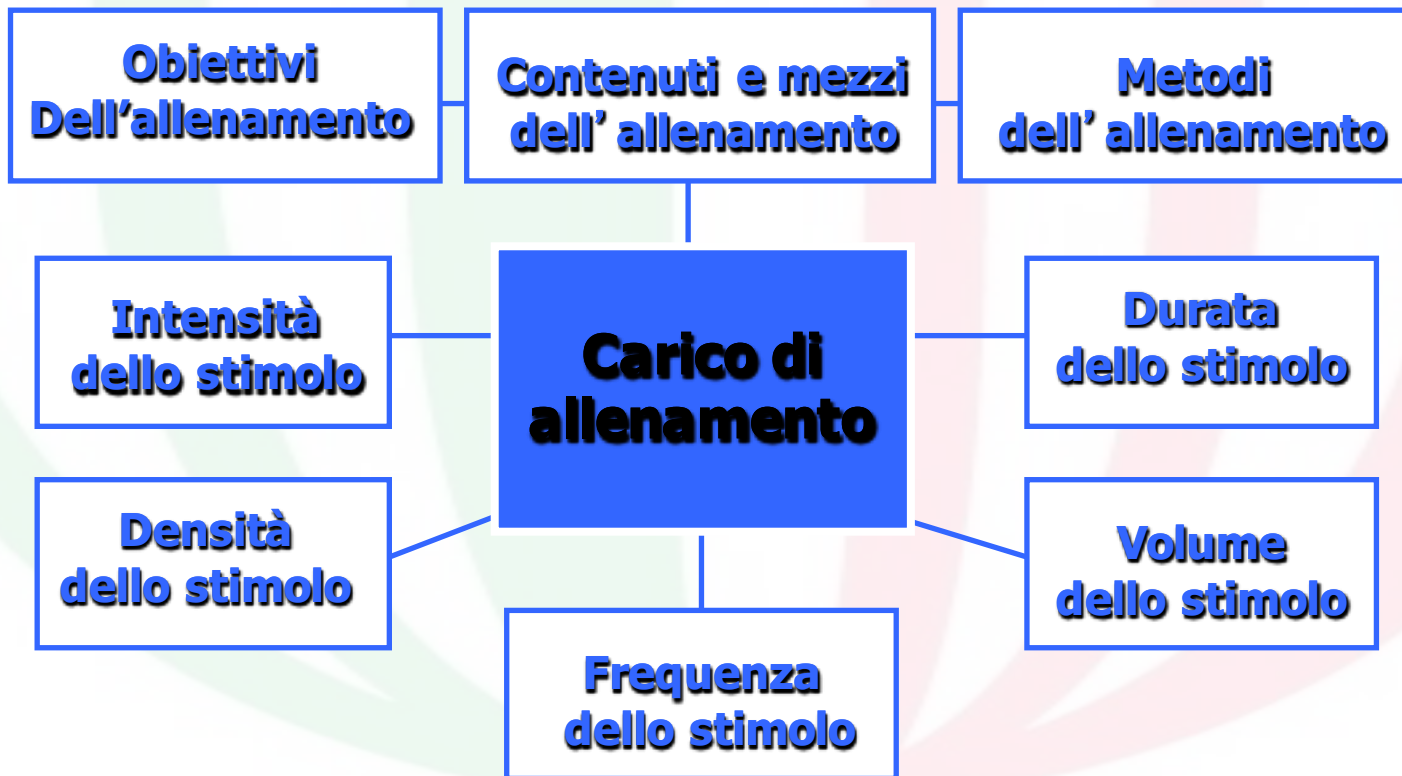 Obiettivi
Dell’allenamento
Contenuti e mezzi
dell’ allenamento
Metodi
dell’ allenamento
Intensità
dello stimolo
Carico di
allenamento
Durata
dello stimolo
Densità
dello stimolo
Volume
dello stimolo
Frequenza
dello stimolo